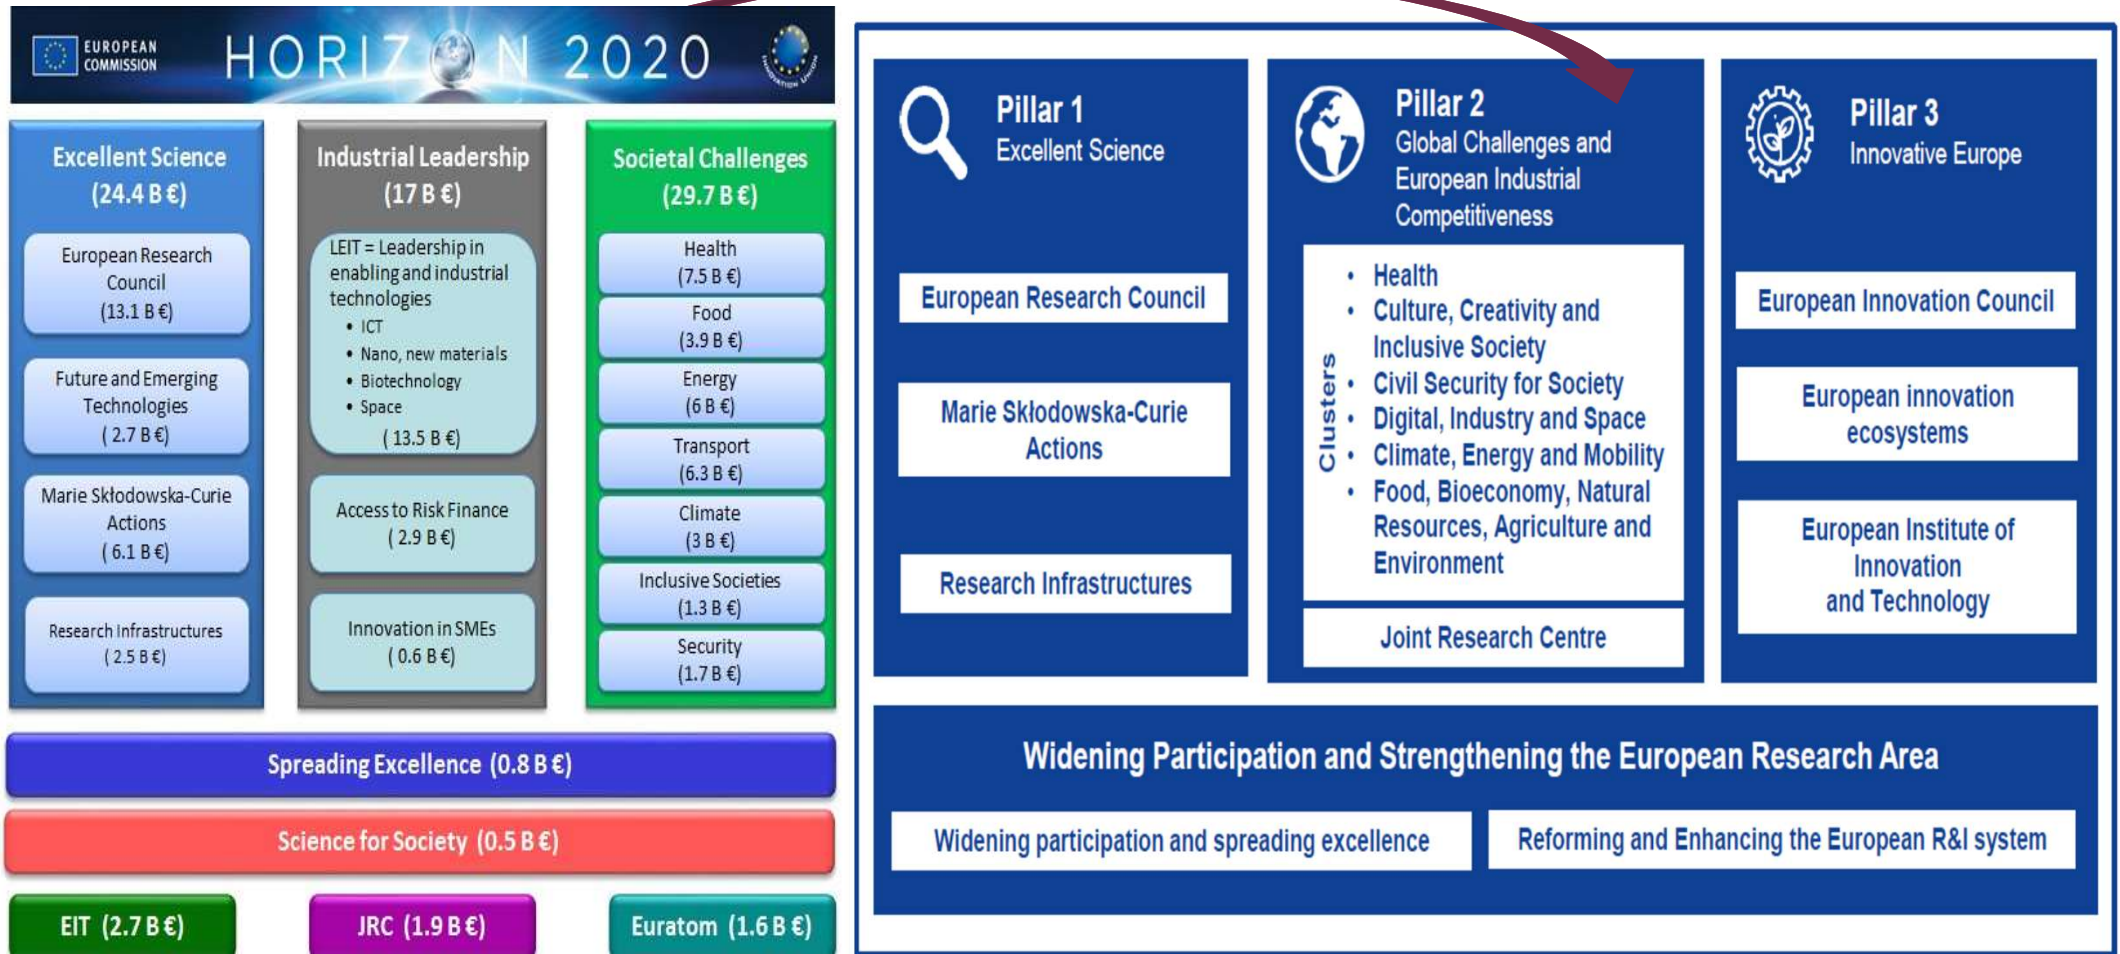 EUROPEAN
COMMISSION
HORIZON 2020
INNOVATION UNION
Excellent Science
(24.4 B €)
European Research
Council
(13.1 B €)
Future and Emerging
Technologies
( 2.7 B €)
Marie Skłodowska-Curie
Actions
( 6.1 B €)
Research Infrastructures
( 2.5 B €)
Industrial Leadership
(17 B €)
LEIT = Leadership in
enabling and industrial
technologies
• ICT
• Nano, new materials
• Biotechnology
• Space
( 13.5 B €)
Access to Risk Finance
( 2.9 B €)
Innovation in SMEs
( 0.6 B €)
Societal Challenges
(29.7 B €)
Health
(7.5 B €)
Food
(3.9 B €)
Energy
(6 B €)
Transport
(6.3 B €)
Climate
(3 B €)
Inclusive Societies
(1.3 B €)
Security
(1.7 B €)
Spreading Excellence (0.8 B €)
Science for Society (0.5 B €)
EIT (2.7 B €)
JRC (1.9 B €)
Euratom (1.6 B €)
Pillar 1
Excellent Science
European Research Council
Marie Skłodowska-Curie
Actions
Research Infrastructures
Pillar 2
Global Challenges and
European Industrial
Competitiveness
Clusters
• Health
• Culture, Creativity and
Inclusive Society
• Civil Security for Society
• Digital, Industry and Space
• Climate, Energy and Mobility
• Food, Bioeconomy, Natural
Resources, Agriculture and
Environment
Joint Research Centre
Pillar 3
Innovative Europe
European Innovation Council
European innovation
ecosystems
European Institute of
Innovation
and Technology
Widening Participation and Strengthening the European Research Area
Widening participation and spreading excellence
Reforming and Enhancing the European R&I system